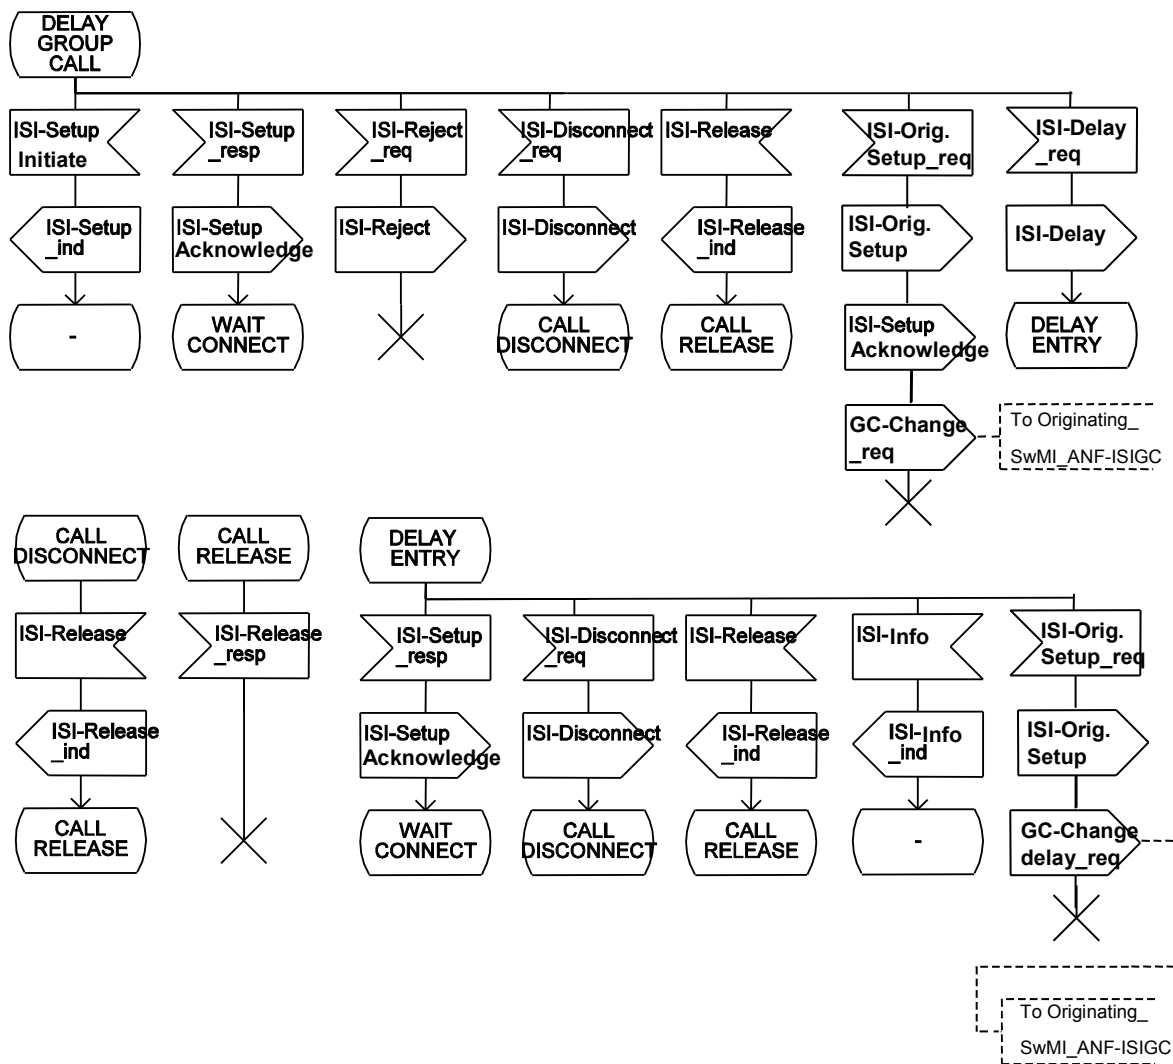 DELAY
GROUP
CALL
ISI-Setup
Initiate
ISI-Setup
_resp
ISI-Reject
_req
ISI-Disconnect
_req
ISI-Release
ISI-Orig.
Setup_req
ISI-Delay
_req
ISI-Setup
_ind
ISI-Setup
Acknowledge
ISI-Reject
ISI-Disconnect
ISI-Release
_ind
ISI-Orig.
Setup
ISI-Delay
-
WAIT
CONNECT
CALL
DISCONNECT
CALL
RELEASE
ISI-Setup
Acknowledge
DELAY
ENTRY
GC-Change
_req
To Originating_
SwMI_ANF-ISIGC
CALL
DISCONNECT
CALL
RELEASE
DELAY
ENTRY
ISI-Release
ISI-Release
_resp
ISI-Setup
_resp
ISI-Disconnect
_req
ISI-Release
ISI-Info
ISI-Orig.
Setup_req
ISI-Release
_ind
ISI-Setup
Acknowledge
ISI-Disconnect
ISI-Release
_ind
ISI-Info
_ind
ISI-Orig.
Setup
CALL
RELEASE
WAIT
CONNECT
CALL
DISCONNECT
CALL
RELEASE
-
GC-Change
delay_req
To Originating_
SwMI_ANF-ISIGC